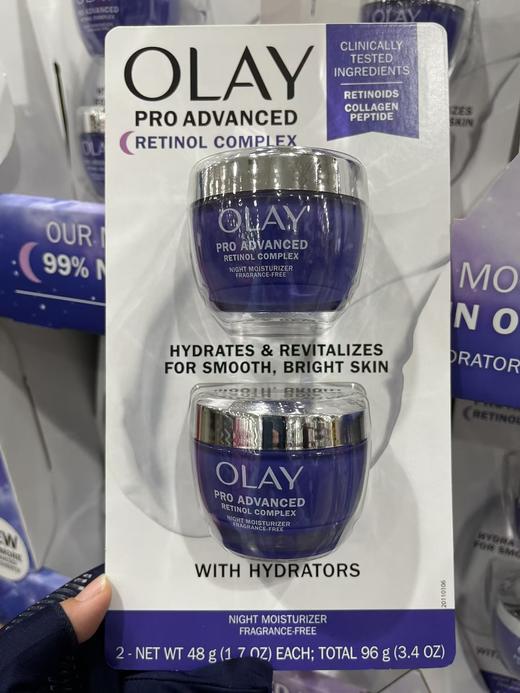 OLAY
PRO ADVANCED
RETINOL COMPLEX
CLINICALLY
TESTED
INGREDIENTS
RETINOIDS
COLLAGEN
PEPTIDE
OLAY
PRO ADVANCED
RETINOL COMPLEX
NIGHT MOISTURIZER
FRAGRANCE-FREE
HYDRATES & REVITALIZES
FOR SMOOTH, BRIGHT SKIN
OLAY
PRO ADVANCED
RETINOL COMPLEX
NIGHT MOISTURIZER
FRAGRANCE-FREE
WITH HYDRATORS
20110106
NIGHT MOISTURIZER
FRAGRANCE-FREE
2 - NET WT 48 g (1.7 OZ) EACH; TOTAL 96 g (3.4 OZ)
OUR
99%